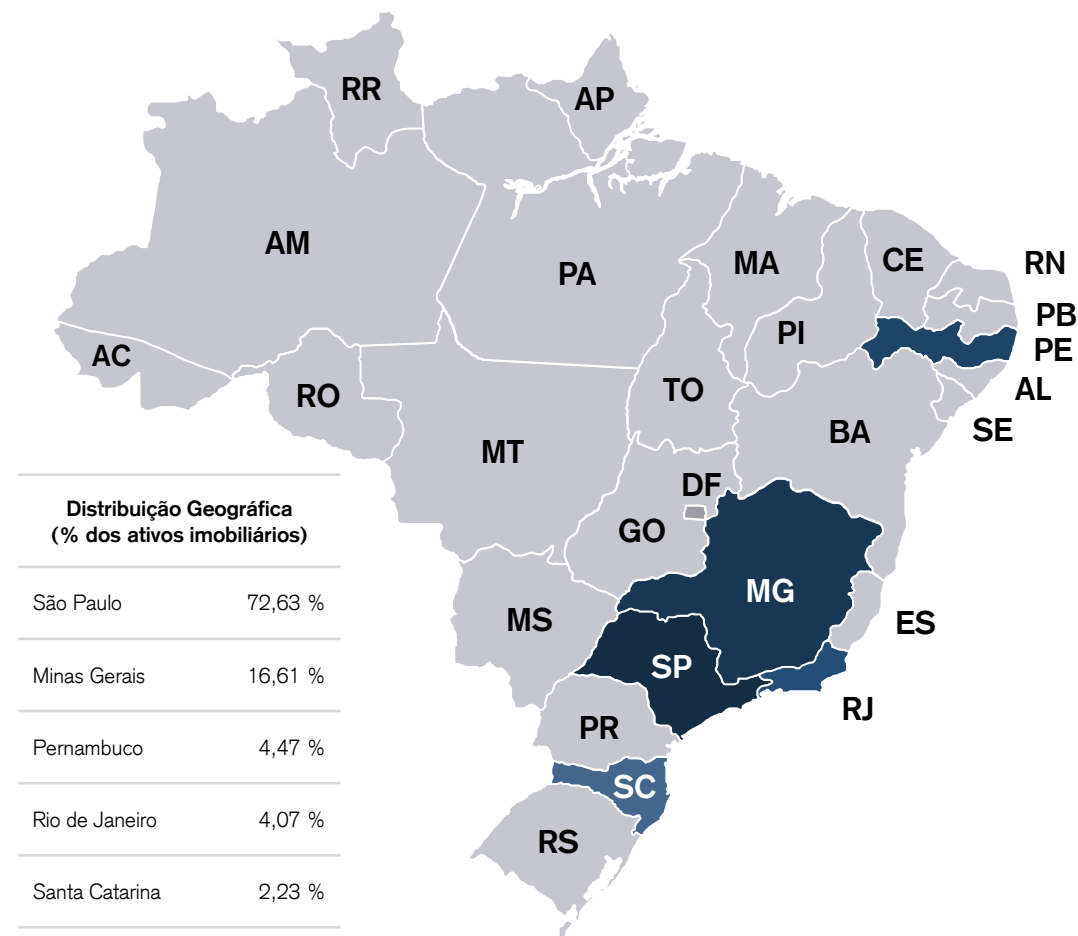 RR
AP
AM
PA
MA
CE
RN
PI
PB
PE
AC
RO
TO
AL
SE
MT
BA
DF
GO
MG
MS
ES
SP
RJ
PR
SC
RS
Distribuição Geográfica
(% dos ativos imobiliários)
São Paulo 72,63 %
Minas Gerais 16,61 %
Pernambuco 4,47 %
Rio de Janeiro 4,07 %
Santa Catarina 2,23 %